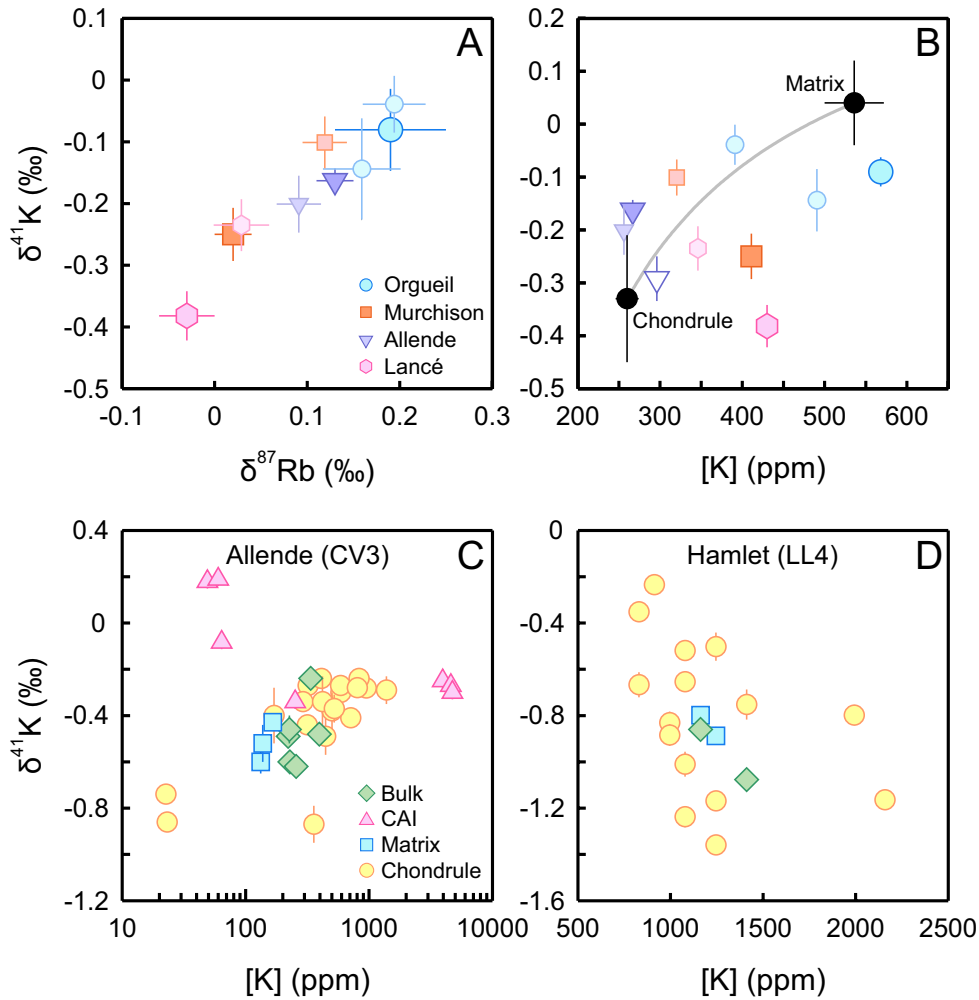 A
δ⁴¹K (‰)
0.1
0
-0.1
-0.2
-0.3
-0.4
-0.5
Orgueil
Murchison
Allende
Lancé
-0.1 0 0.1 0.2 0.3
δ⁸⁷Rb (‰)
B
0.2
0.1
0
-0.1
-0.2
-0.3
-0.4
-0.5
Matrix
Chondrule
200 300 400 500 600
[K] (ppm)
Allende (CV3) C
δ⁴¹K (‰)
0.4
0
-0.4
-0.8
-1.2
Bulk
CAI
Matrix
Chondrule
10 100 1000 10000
[K] (ppm)
Hamlet (LL4) D
0
-0.4
-0.8
-1.2
-1.6
500 1000 1500 2000 2500
[K] (ppm)